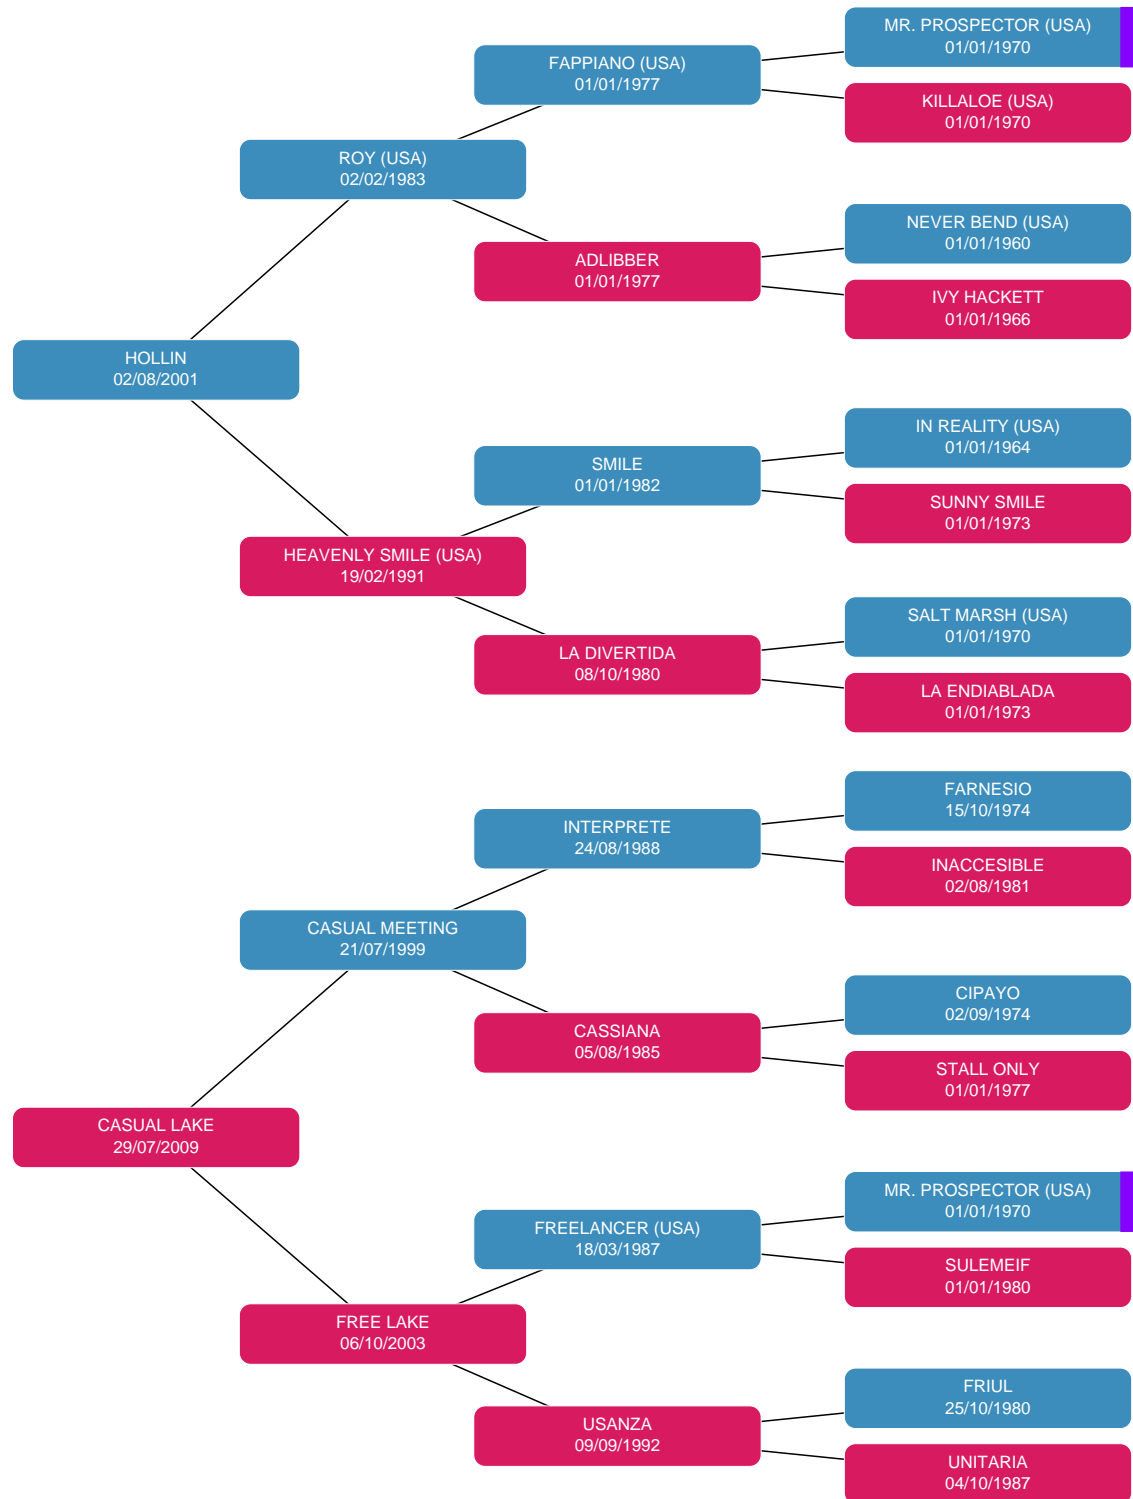 MR. PROSPECTOR (USA)
01/01/1970
FAPPIANO (USA)
01/01/1977
KILLALOE (USA)
01/01/1970
ROY (USA)
02/02/1983
NEVER BEND (USA)
01/01/1960
ADLIBBER
01/01/1977
IVY HACKETT
01/01/1966
HOLLIN
02/08/2001
IN REALITY (USA)
01/01/1964
SMILE
01/01/1982
SUNNY SMILE
01/01/1973
HEAVENLY SMILE (USA)
19/02/1991
SALT MARSH (USA)
01/01/1970
LA DIVERTIDA
08/10/1980
LA ENDIABLADA
01/01/1973
FARNESIO
15/10/1974
INTERPRETE
24/08/1988
INACCESIBLE
02/08/1981
CASUAL MEETING
21/07/1999
CIPAYO
02/09/1974
CASSIANA
05/08/1985
STALL ONLY
01/01/1977
CASUAL LAKE
29/07/2009
MR. PROSPECTOR (USA)
01/01/1970
FREELANCER (USA)
18/03/1987
SULEMEIF
01/01/1980
FREE LAKE
06/10/2003
FRIUL
25/10/1980
USANZA
09/09/1992
UNITARIA
04/10/1987